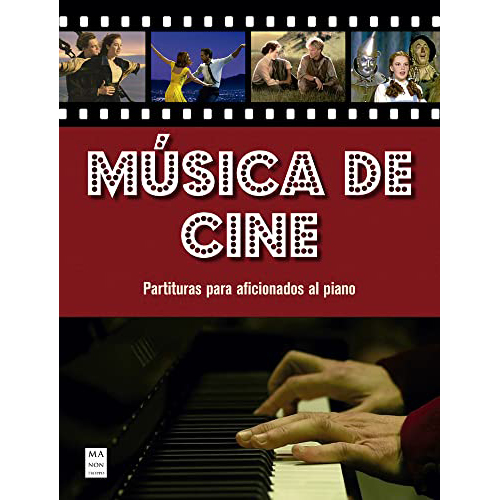 MÚSICA DE
CINE
Partituras para aficionados al piano
MA
NON
TROPPO